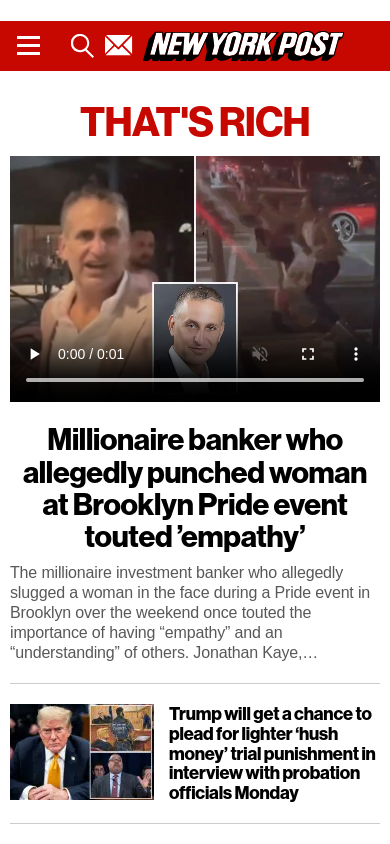 NEW YORK POST
THAT'S RICH
0:00 / 0:01
Millionaire banker who
allegedly punched woman
at Brooklyn Pride event
touted ’empathy’
The millionaire investment banker who allegedly
slugged a woman in the face during a Pride event in
Brooklyn over the weekend once touted the
importance of having “empathy” and an
“understanding” of others. Jonathan Kaye,…
Trump will get a chance to
plead for lighter ‘hush
money’ trial punishment in
interview with probation
officials Monday